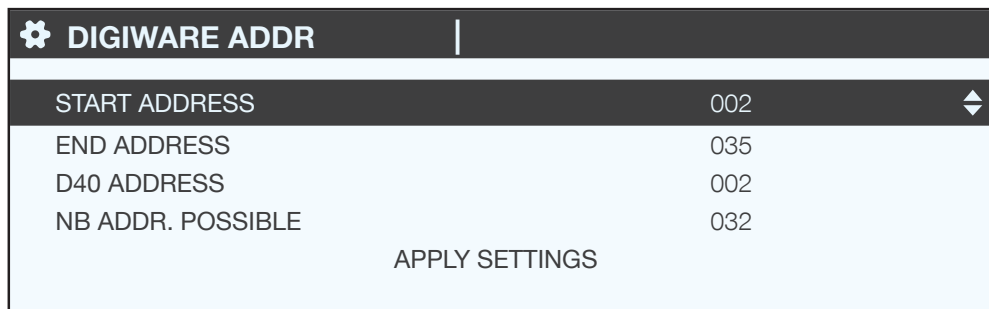 DIGIWARE ADDR
START ADDRESS 002
END ADDRESS 035
D40 ADDRESS 002
NB ADDR. POSSIBLE 032
APPLY SETTINGS